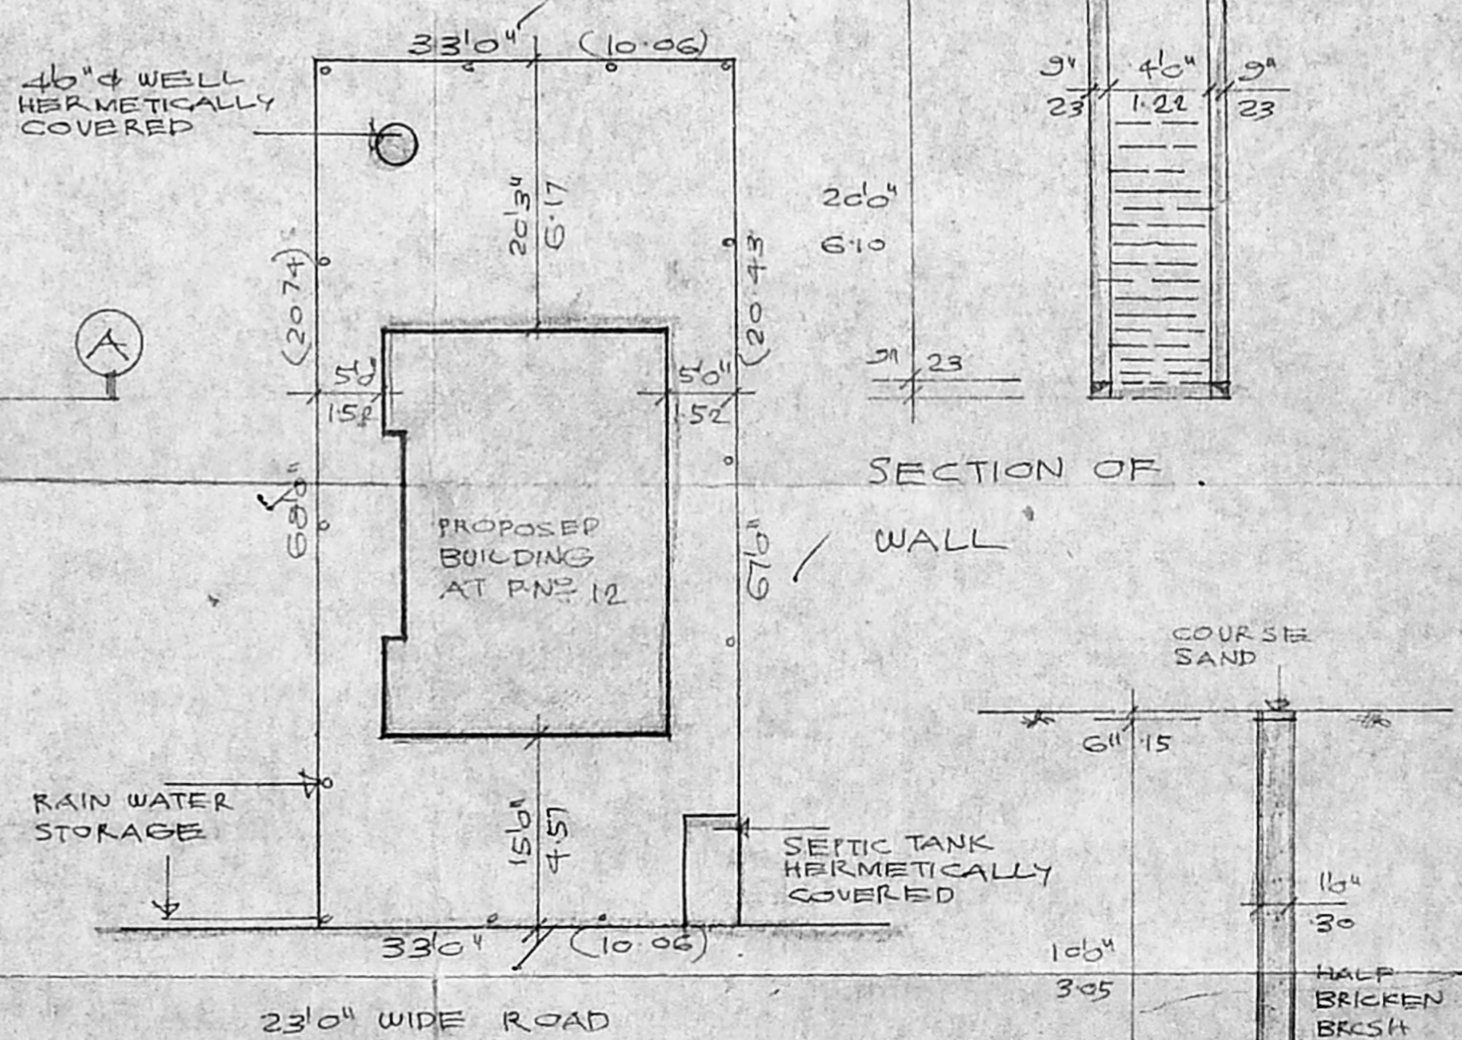 33'0" (10.06)
4'6" ф WELL
HERMETICALLY
COVERED
20'3"
6.17
(20.74)
68'0"
(20.43
67'0"
A
5'0"
1.52
5'0"
1.52
PROPOSED
BUILDING
AT P.Nº 12
RAIN WATER
STORAGE
15'0"
4.57
SEPTIC TANK
HERMETICALLY
COVERED
33'0" (10.06)
23'0" WIDE ROAD
9" 4'0" 9"
23 1.22 23
20'0"
6.10
9" 23
SECTION OF
WALL
COURSE
SAND
6" .15
1'0"
.30
10'0"
3.05
HALF
BRICKEN
BRCSH